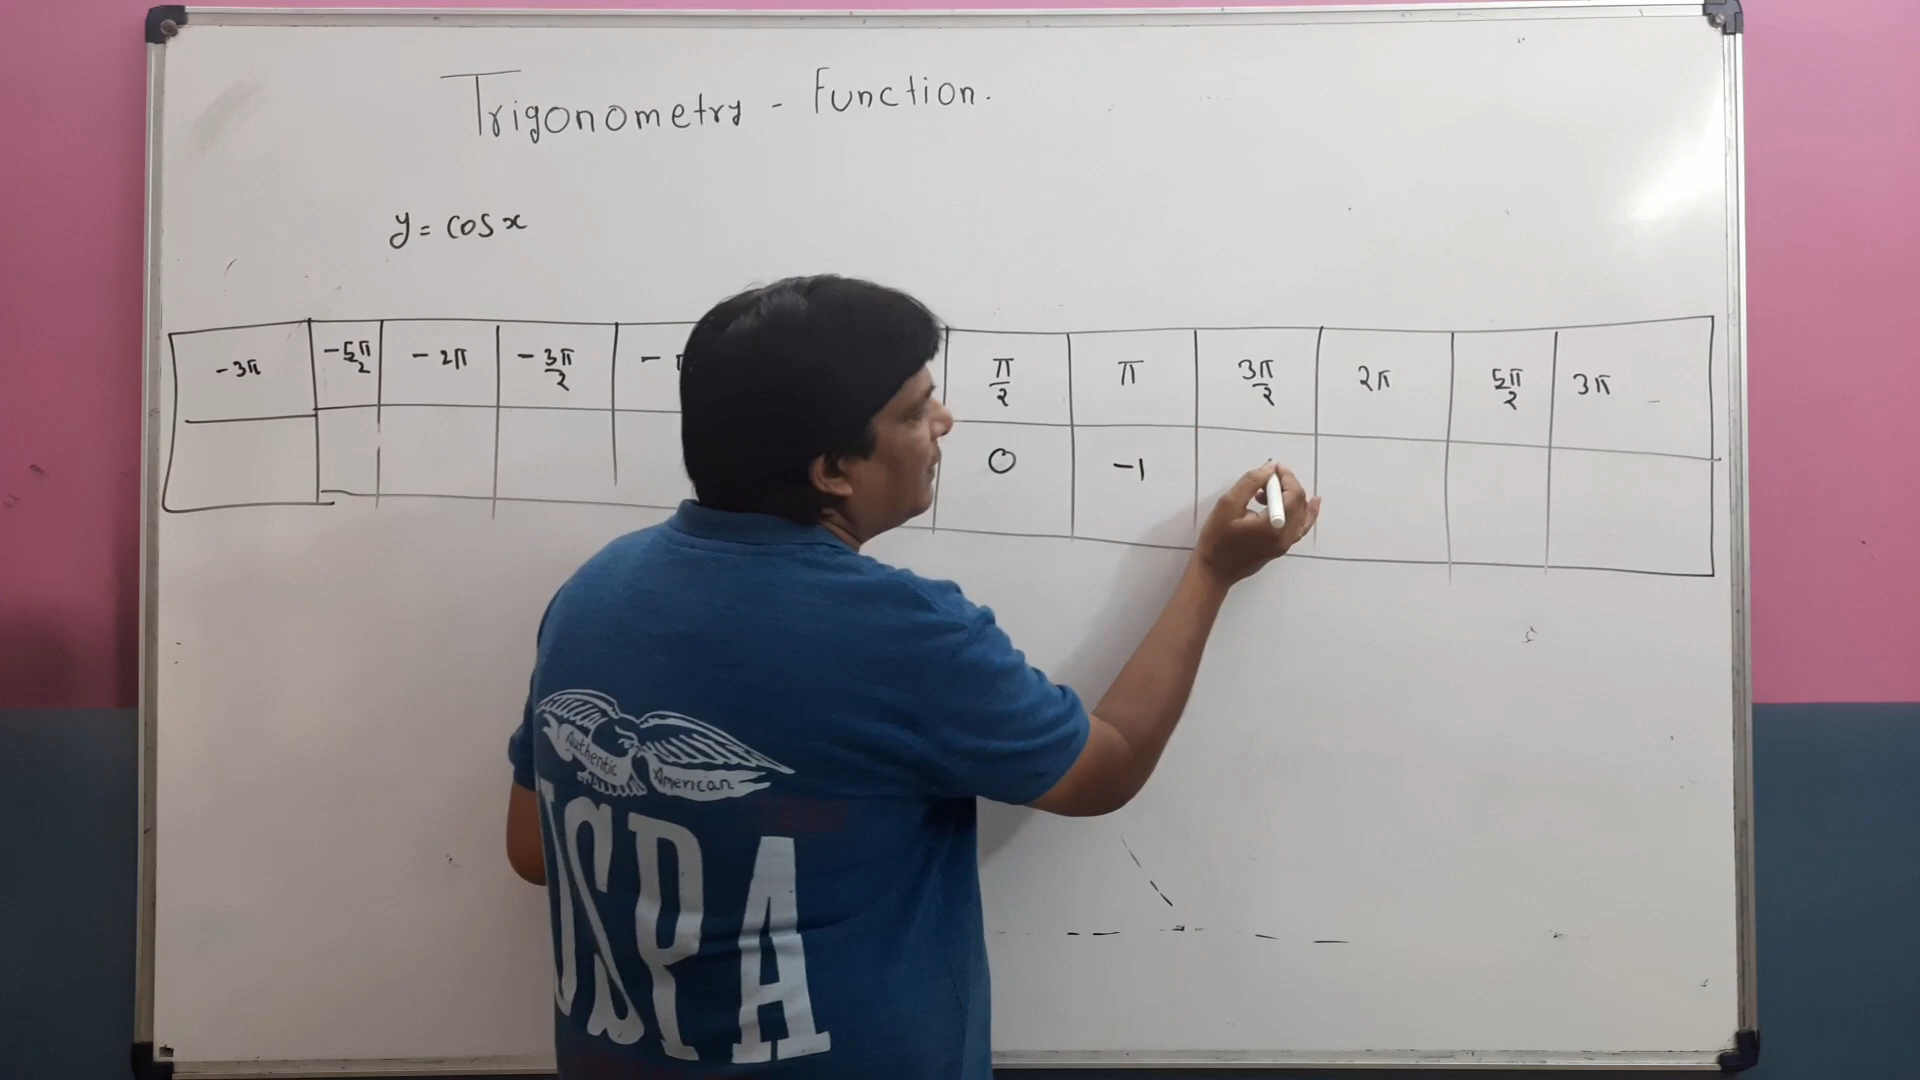 Trigonometry - Function.
y = cos x
-3π -5π/2 -2π -3π/2 - π/2 π 3π/2 2π 5π/2 3π
0 -1
Authentic American
USPA